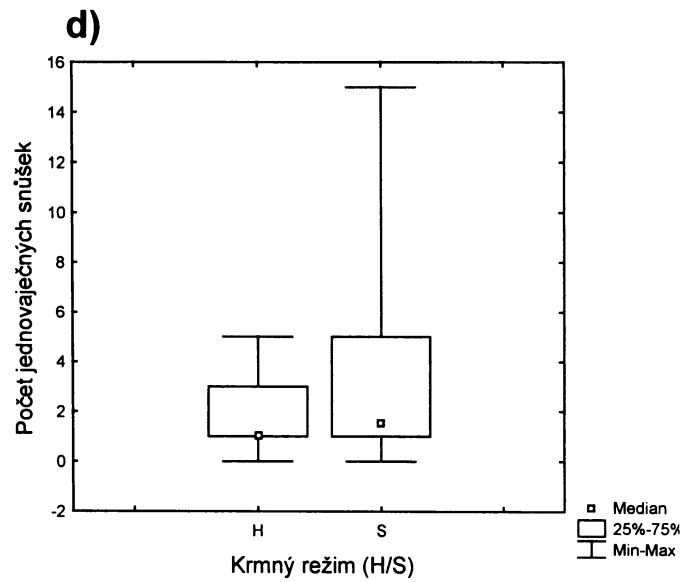 d)
16
14
12
10
8
6
4
2
0
-2
Počet jednovaječných snůšek
H
S
Krmný režim (H/S)
Median
25%-75%
Min-Max